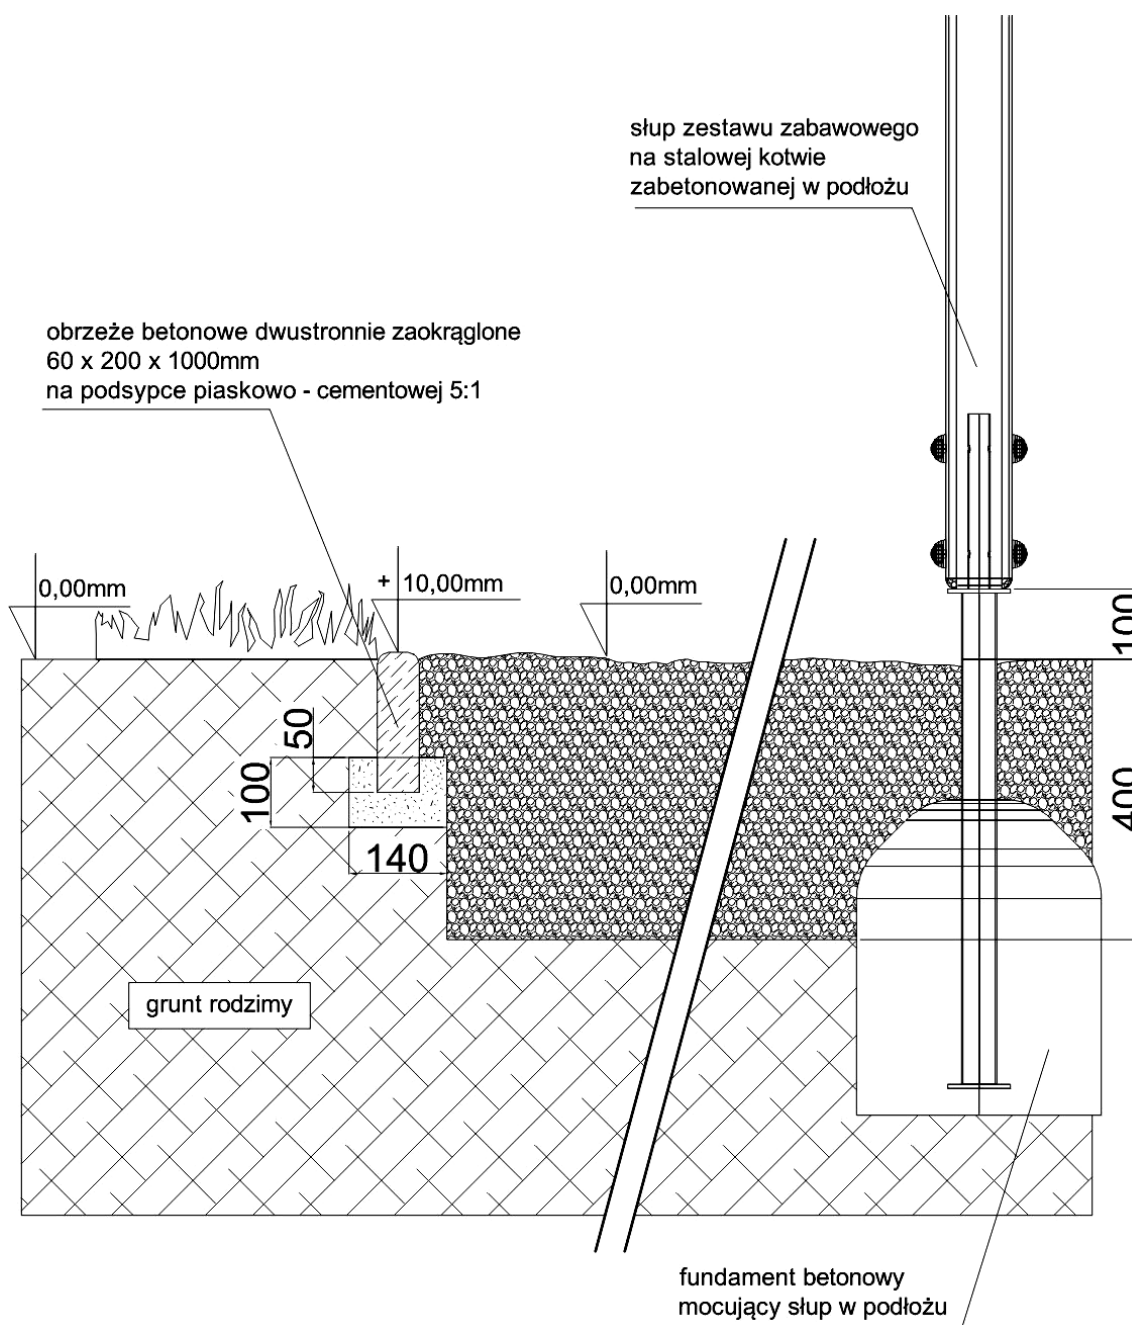 słup zestawu zabawowego
na stalowej kotwie
zabetonowanej w podłożu
obrzeże betonowe dwustronnie zaokrąglone
60 x 200 x 1000mm
na podsypce piaskowo - cementowej 5:1
0,00mm
+ 10,00mm
0,00mm
100
50
100
140
400
grunt rodzimy
fundament betonowy
mocujący słup w podłożu